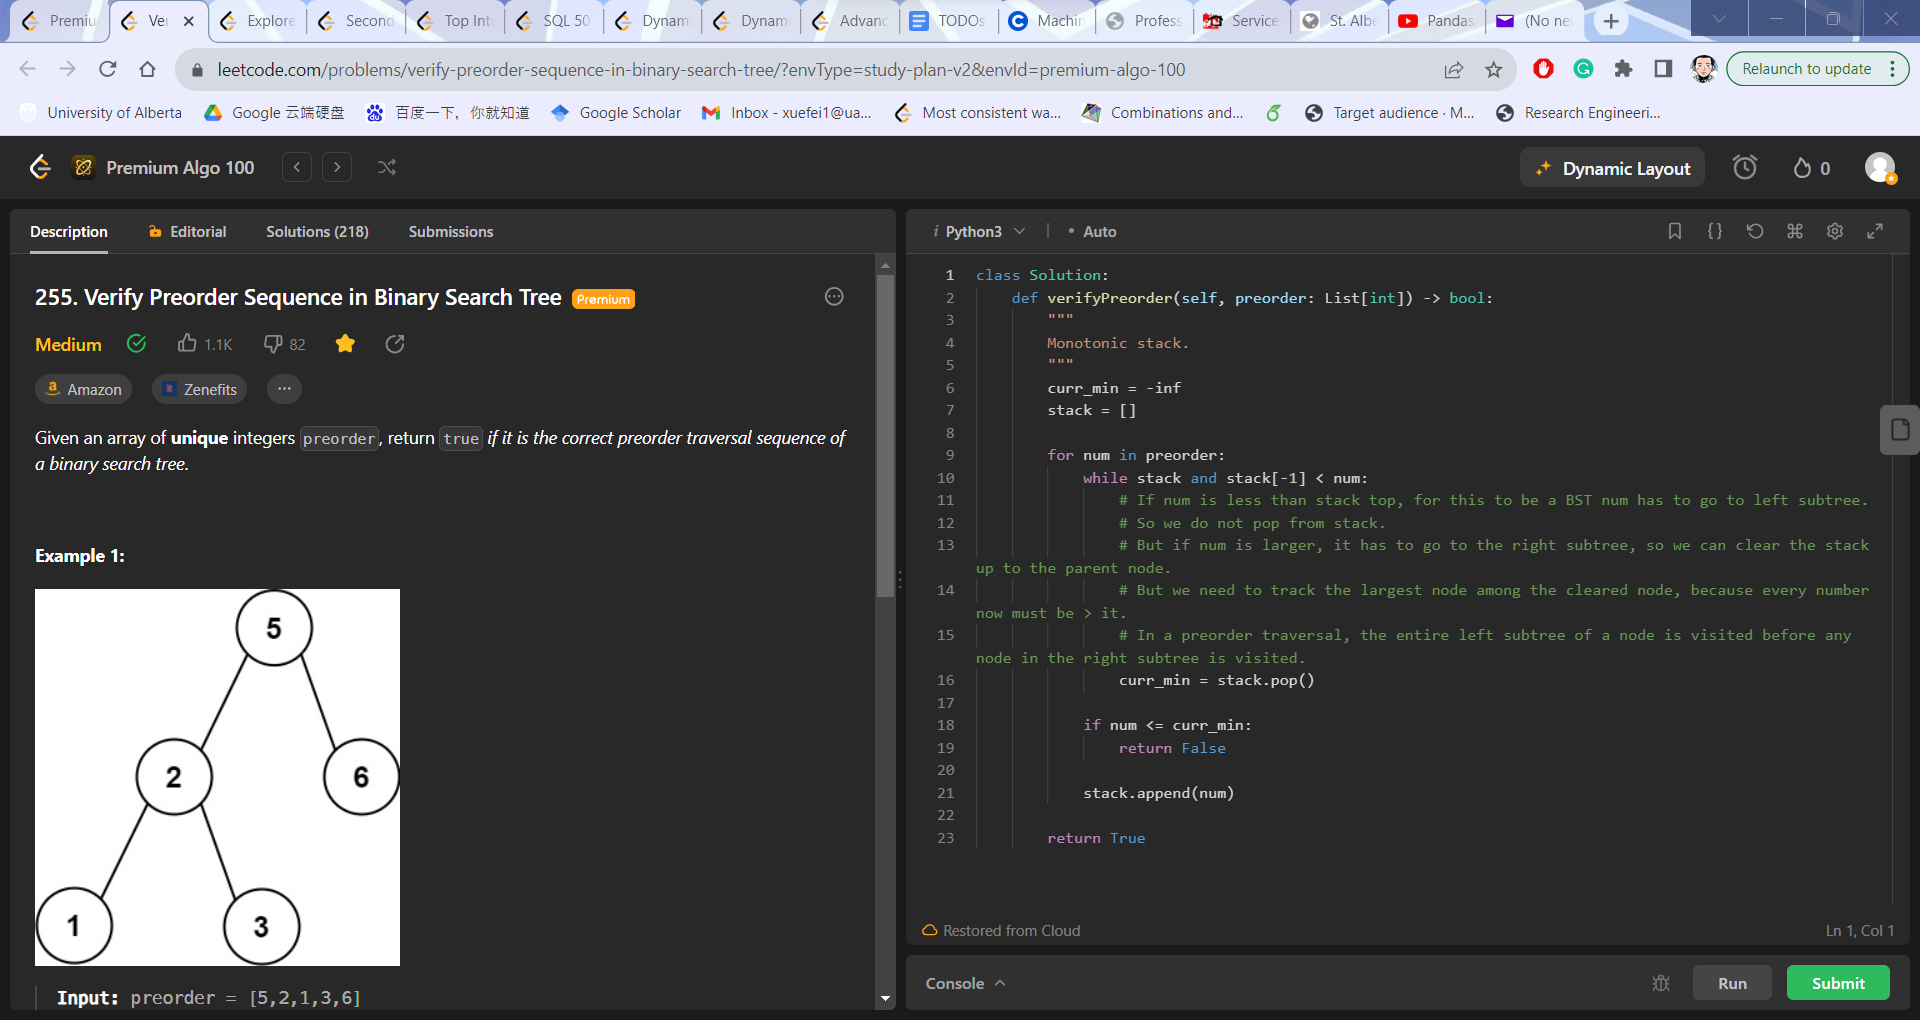 Premiu
Ver
Explore
Second
Top Inte
SQL 50
Dynam
Dynam
Advanc
TODOs
Machin
Profess
Service
St. Albe
Pandas
(No ne
leetcode.com/problems/verify-preorder-sequence-in-binary-search-tree/?envType=study-plan-v2&envId=premium-algo-100
Relaunch to update
University of Alberta
Google 云端硬盘
百度一下，你就知道
Google Scholar
Inbox - xuefei1@ua...
Most consistent wa...
Combinations and...
Target audience · M...
Research Engineeri...
Premium Algo 100
Dynamic Layout
0
Description
Editorial
Solutions (218)
Submissions
255. Verify Preorder Sequence in Binary Search Tree
Premium
Medium
1.1K
82
Amazon
Zenefits
...
Given an array of unique integers preorder, return true if it is the correct preorder traversal sequence of
a binary search tree.
Example 1:
5
2
6
1
3
Input: preorder = [5,2,1,3,6]
i Python3
• Auto
1 class Solution:
2 def verifyPreorder(self, preorder: List[int]) -> bool:
3 """
4 Monotonic stack.
5 """
6 curr_min = -inf
7 stack = []
8
9 for num in preorder:
10 while stack and stack[-1] < num:
11 # If num is less than stack top, for this to be a BST num has to go to left subtree.
12 # So we do not pop from stack.
13 # But if num is larger, it has to go to the right subtree, so we can clear the stack
up to the parent node.
14 # But we need to track the largest node among the cleared node, because every number
now must be > it.
15 # In a preorder traversal, the entire left subtree of a node is visited before any
node in the right subtree is visited.
16 curr_min = stack.pop()
17
18 if num <= curr_min:
19 return False
20
21 stack.append(num)
22
23 return True
Restored from Cloud
Ln 1, Col 1
Console
Run
Submit